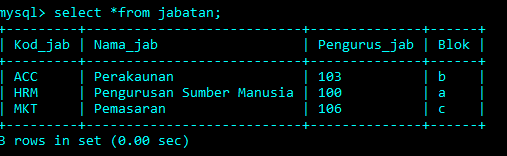 mysql> select *from jabatan;
+---------+---------------------------+--------------+------+
| Kod_jab | Nama_jab                  | Pengurus_jab | Blok |
+---------+---------------------------+--------------+------+
| ACC     | Perakaunan                | 103          | b    |
| HRM     | Pengurusan Sumber Manusia | 100          | a    |
| MKT     | Pemasaran                 | 106          | c    |
+---------+---------------------------+--------------+------+
3 rows in set (0.00 sec)